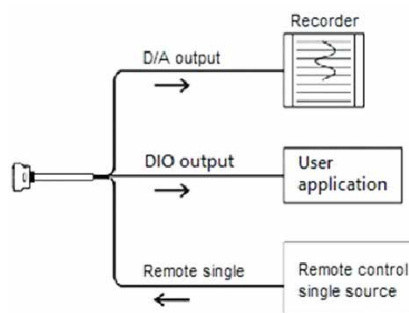 Recorder
D/A output
DIO output
User
application
Remote single
Remote control
single source